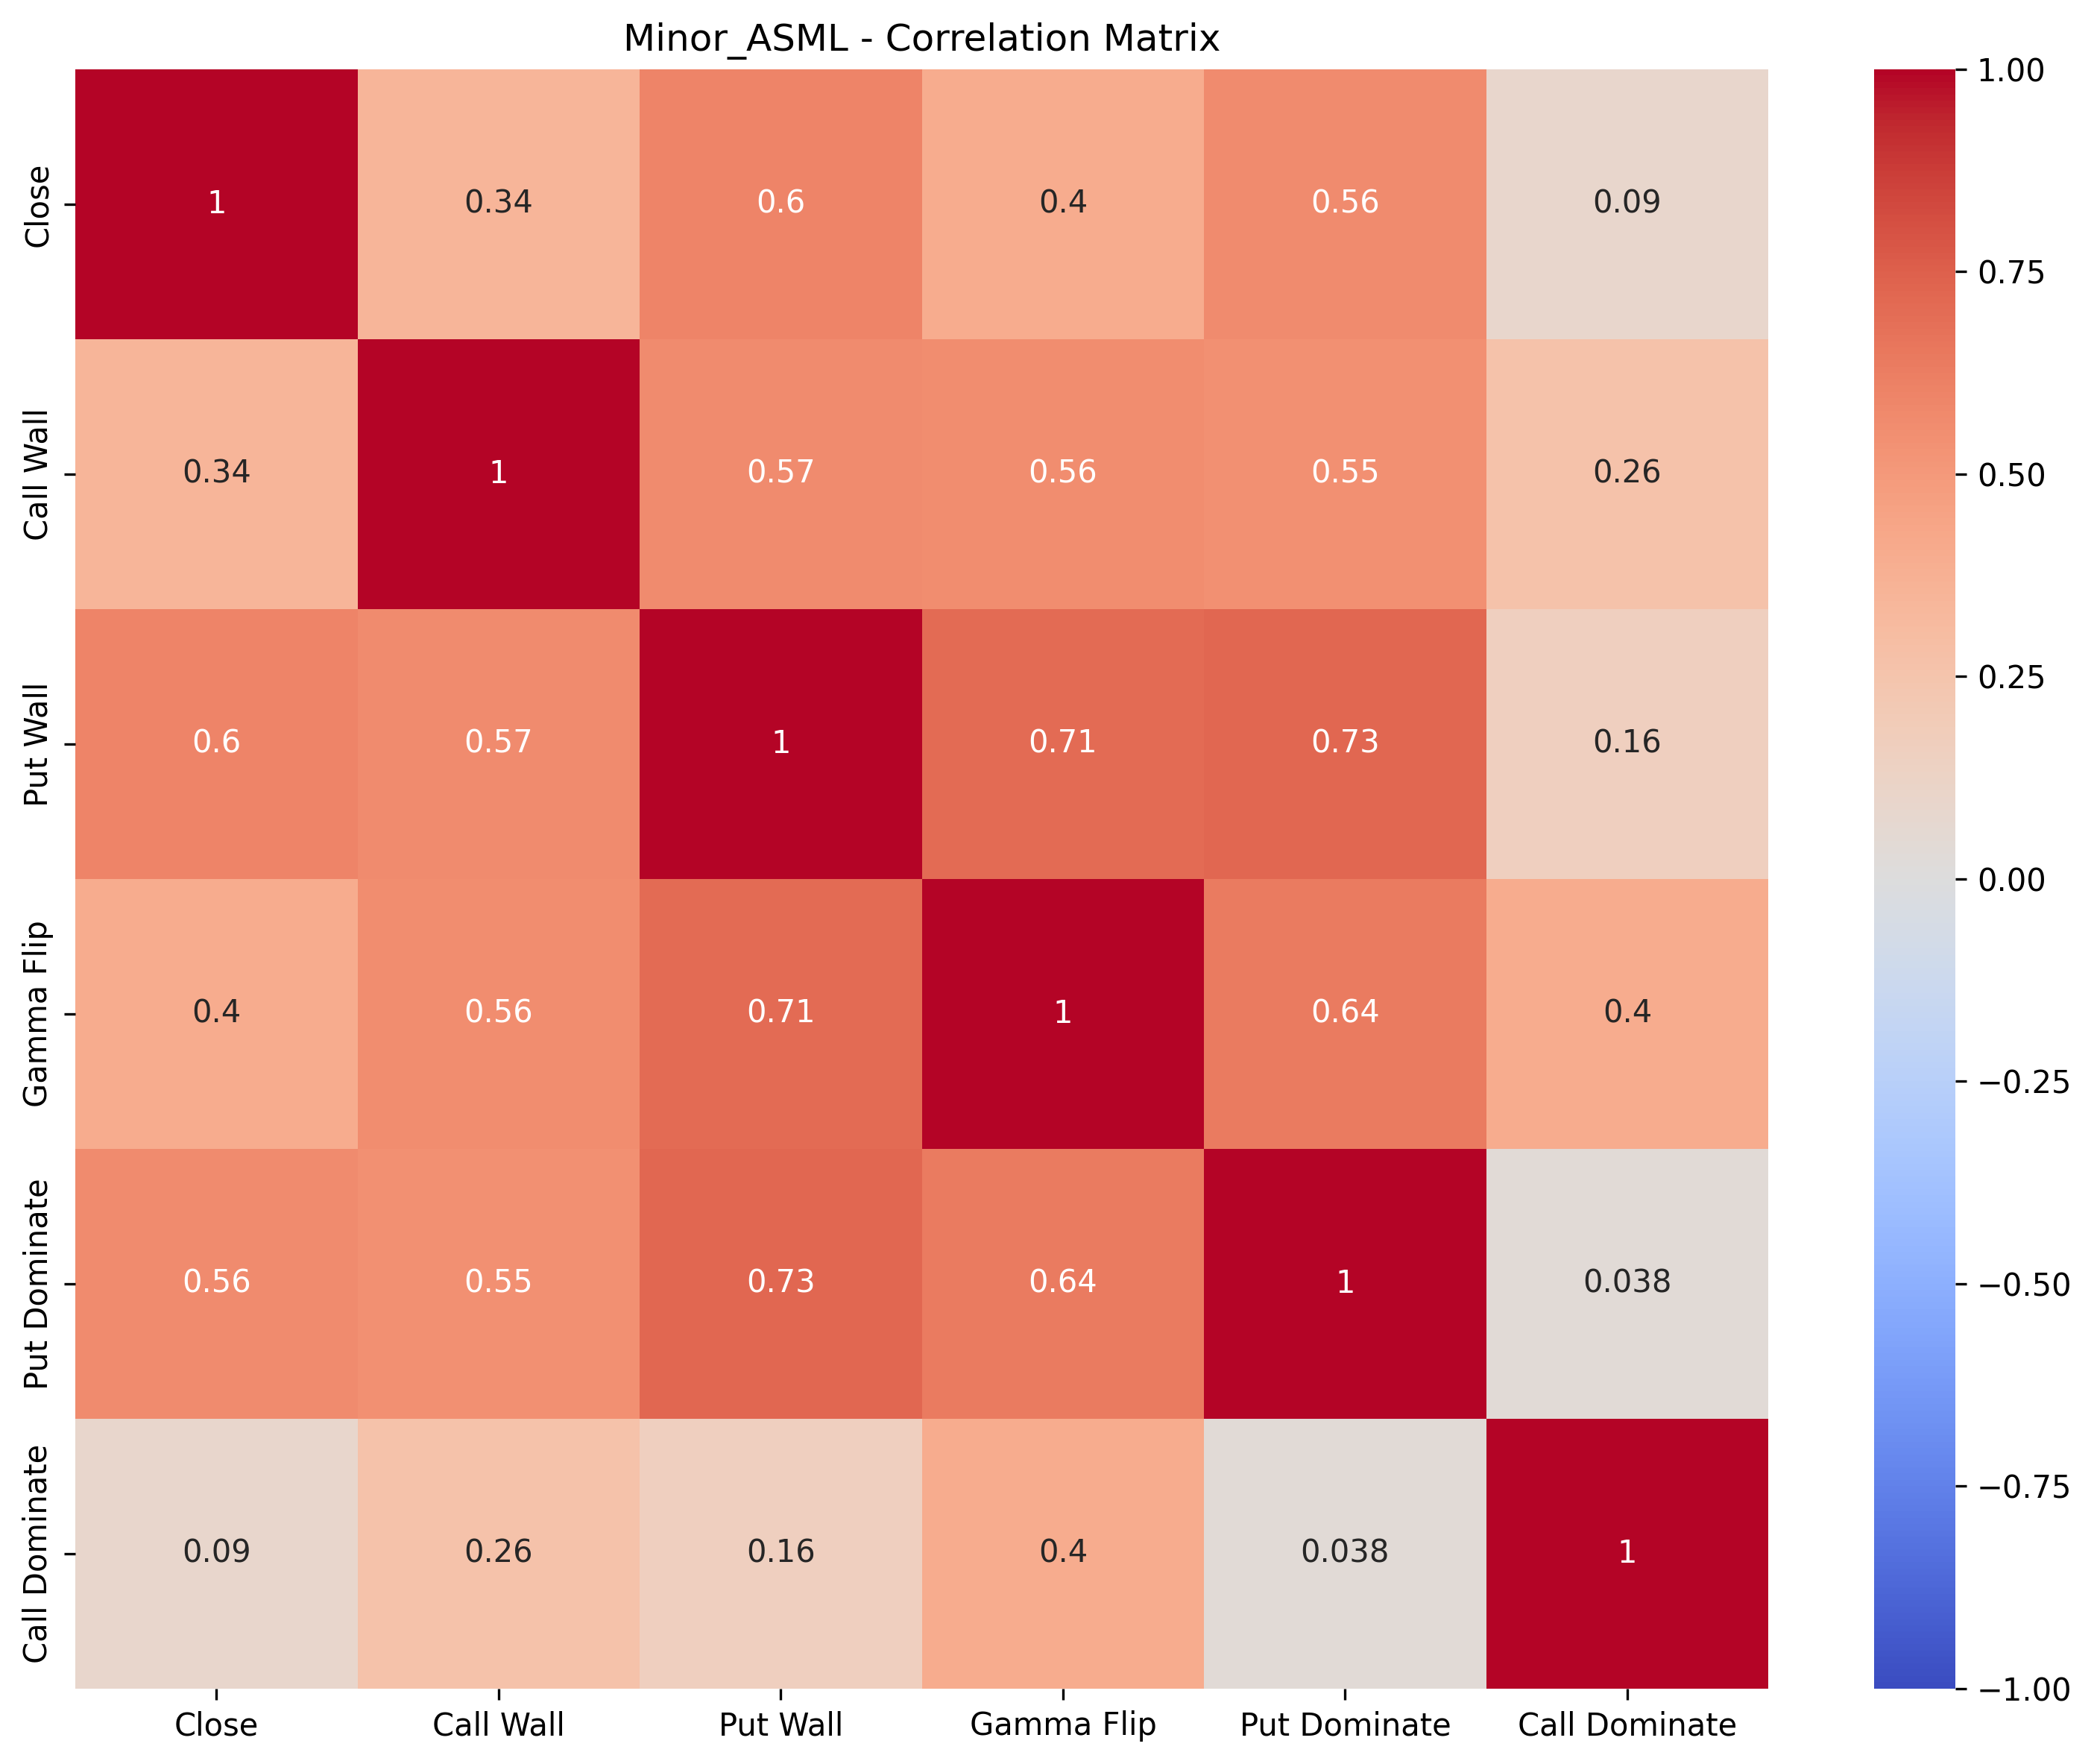 Minor_ASML - Correlation Matrix
Close 1 0.34 0.6 0.4 0.56 0.09
Call Wall 0.34 1 0.57 0.56 0.55 0.26
Put Wall 0.6 0.57 1 0.71 0.73 0.16
Gamma Flip 0.4 0.56 0.71 1 0.64 0.4
Put Dominate 0.56 0.55 0.73 0.64 1 0.038
Call Dominate 0.09 0.26 0.16 0.4 0.038 1
Close Call Wall Put Wall Gamma Flip Put Dominate Call Dominate
1.00
0.75
0.50
0.25
0.00
−0.25
−0.50
−0.75
−1.00